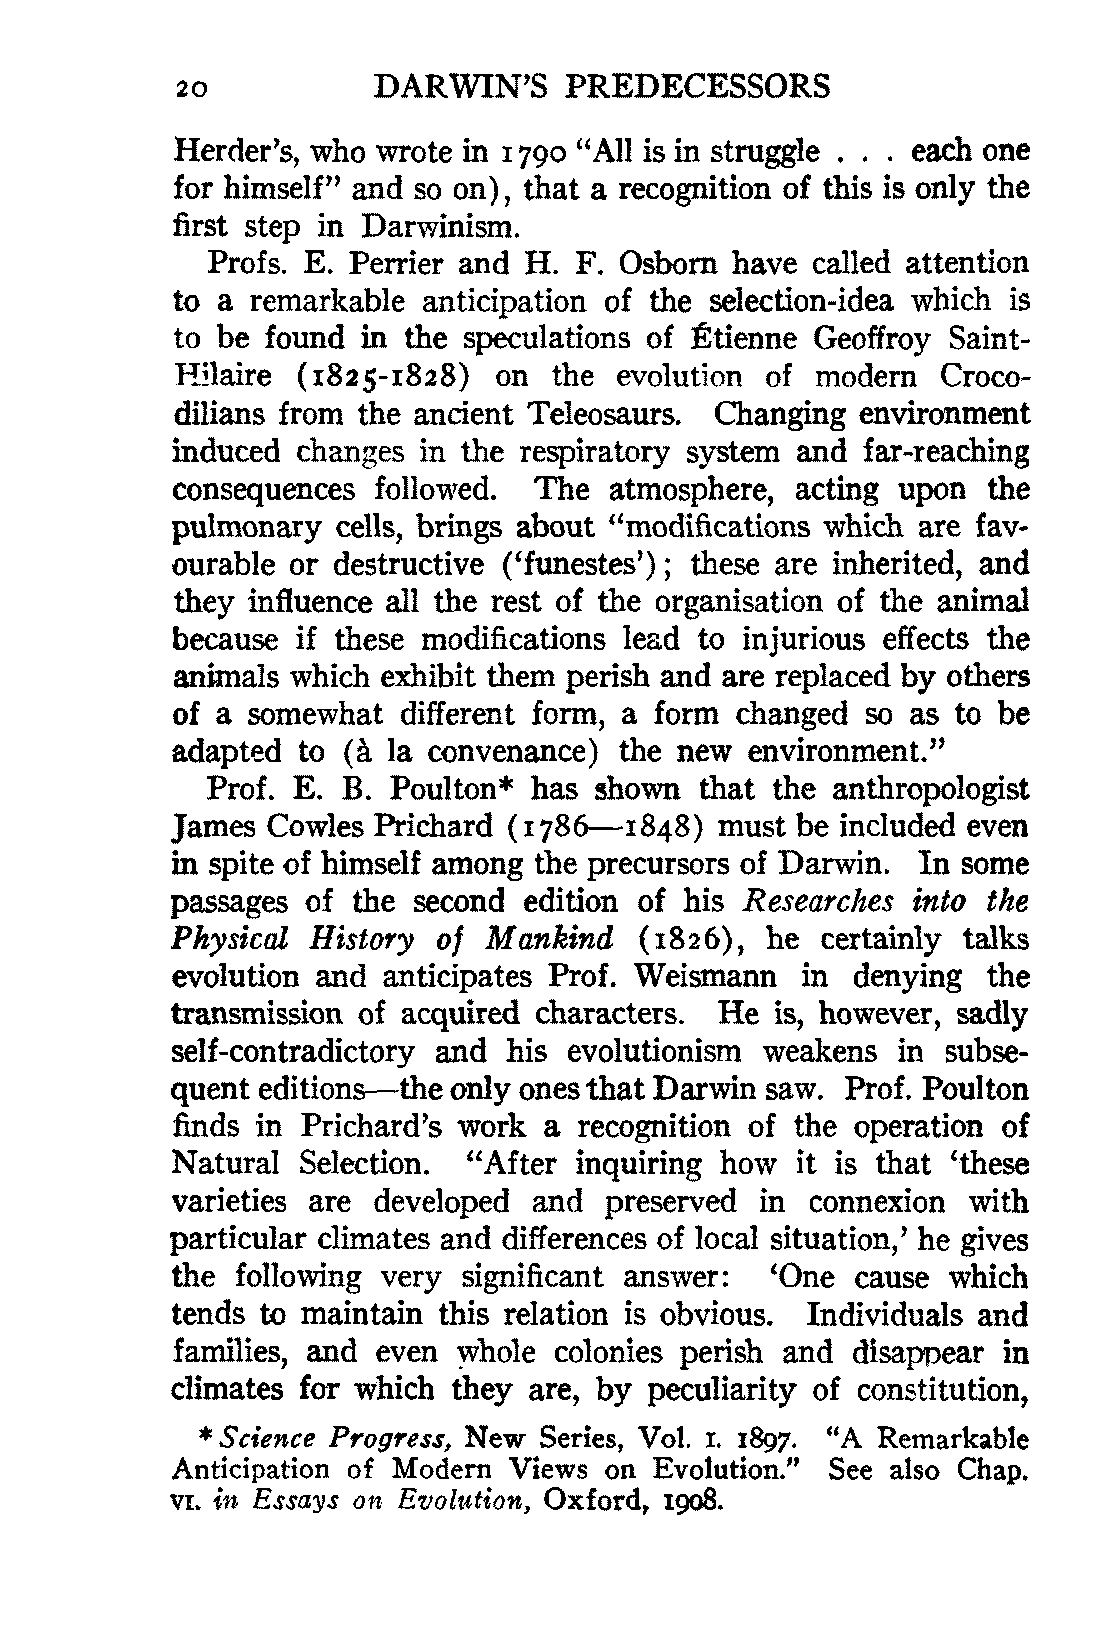 20 DARWIN'S PREDECESSORS
Herder's, who wrote in 1790 “All is in struggle . . . each one
for himself” and so on), that a recognition of this is only the
first step in Darwinism.
Profs. E. Perrier and H. F. Osborn have called attention
to a remarkable anticipation of the selection-idea which is
to be found in the speculations of Étienne Geoffroy Saint-
Hilaire (1825-1828) on the evolution of modern Croco-
dilians from the ancient Teleosaurs. Changing environment
induced changes in the respiratory system and far-reaching
consequences followed. The atmosphere, acting upon the
pulmonary cells, brings about “modifications which are fav-
ourable or destructive (‘funestes’); these are inherited, and
they influence all the rest of the organisation of the animal
because if these modifications lead to injurious effects the
animals which exhibit them perish and are replaced by others
of a somewhat different form, a form changed so as to be
adapted to (à la convenance) the new environment.”
Prof. E. B. Poulton* has shown that the anthropologist
James Cowles Prichard (1786—1848) must be included even
in spite of himself among the precursors of Darwin. In some
passages of the second edition of his Researches into the
Physical History of Mankind (1826), he certainly talks
evolution and anticipates Prof. Weismann in denying the
transmission of acquired characters. He is, however, sadly
self-contradictory and his evolutionism weakens in subse-
quent editions—the only ones that Darwin saw. Prof. Poulton
finds in Prichard's work a recognition of the operation of
Natural Selection. “After inquiring how it is that ‘these
varieties are developed and preserved in connexion with
particular climates and differences of local situation,’ he gives
the following very significant answer: ‘One cause which
tends to maintain this relation is obvious. Individuals and
families, and even whole colonies perish and disappear in
climates for which they are, by peculiarity of constitution,
* Science Progress, New Series, Vol. I. 1897. “A Remarkable
Anticipation of Modern Views on Evolution.” See also Chap.
VI. in Essays on Evolution, Oxford, 1908.